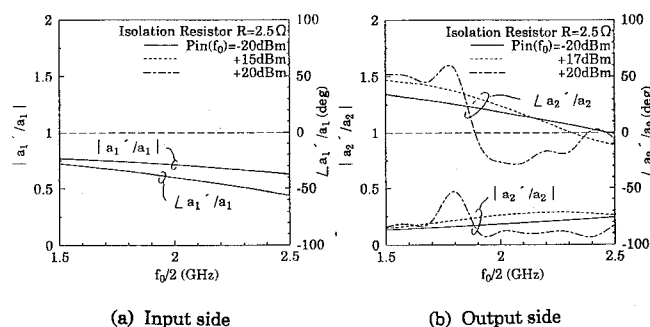 Isolation Resistor R=2.5Ω
Pin(f₀)=-20dBm
+15dBm
+20dBm
| a₁´/a₁ |
∠ a₁´/a₁
| a₁´/a₁ |
∠ a₁´/a₁ (deg)
2
1.5
1
0.5
0
100
50
0
-50
-100
1.5
2
2.5
f₀/2 (GHz)
(a) Input side
Isolation Resistor R=2.5Ω
Pin(f₀)=-20dBm
+17dBm
+20dBm
∠ a₂´/a₂
| a₂´/a₂ |
| a₂´/a₂ |
∠ a₂´/a₂ (deg)
2
1.5
1
0.5
0
100
50
0
-50
-100
1.5
2
2.5
f₀/2 (GHz)
(b) Output side